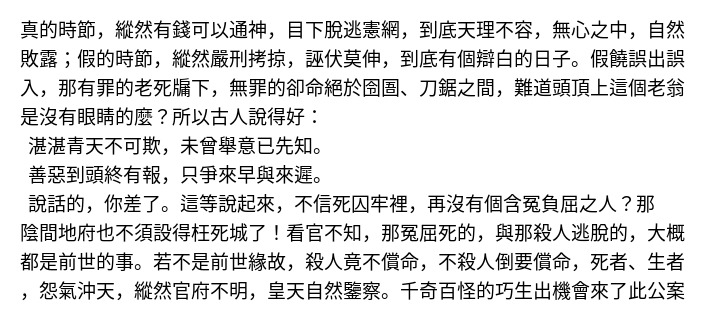 真的時節，縱然有錢可以通神，目下脫逃憲網，到底天理不容，無心之中，自然
敗露；假的時節，縱然嚴刑拷掠，誣伏莫伸，到底有個辯白的日子。假饒誤出誤
入，那有罪的老死牖下，無罪的卻命絕於囹圄、刀鋸之間，難道頭頂上這個老翁
是沒有眼睛的麼？所以古人說得好：
湛湛青天不可欺，未曾舉意已先知。
善惡到頭終有報，只爭來早與來遲。
說話的，你差了。這等說起來，不信死囚牢裡，再沒有個含冤負屈之人？那
陰間地府也不須設得枉死城了！看官不知，那冤屈死的，與那殺人逃脫的，大概
都是前世的事。若不是前世緣故，殺人竟不償命，不殺人倒要償命，死者、生者
，怨氣沖天，縱然官府不明，皇天自然鑒察。千奇百怪的巧生出機會來了此公案